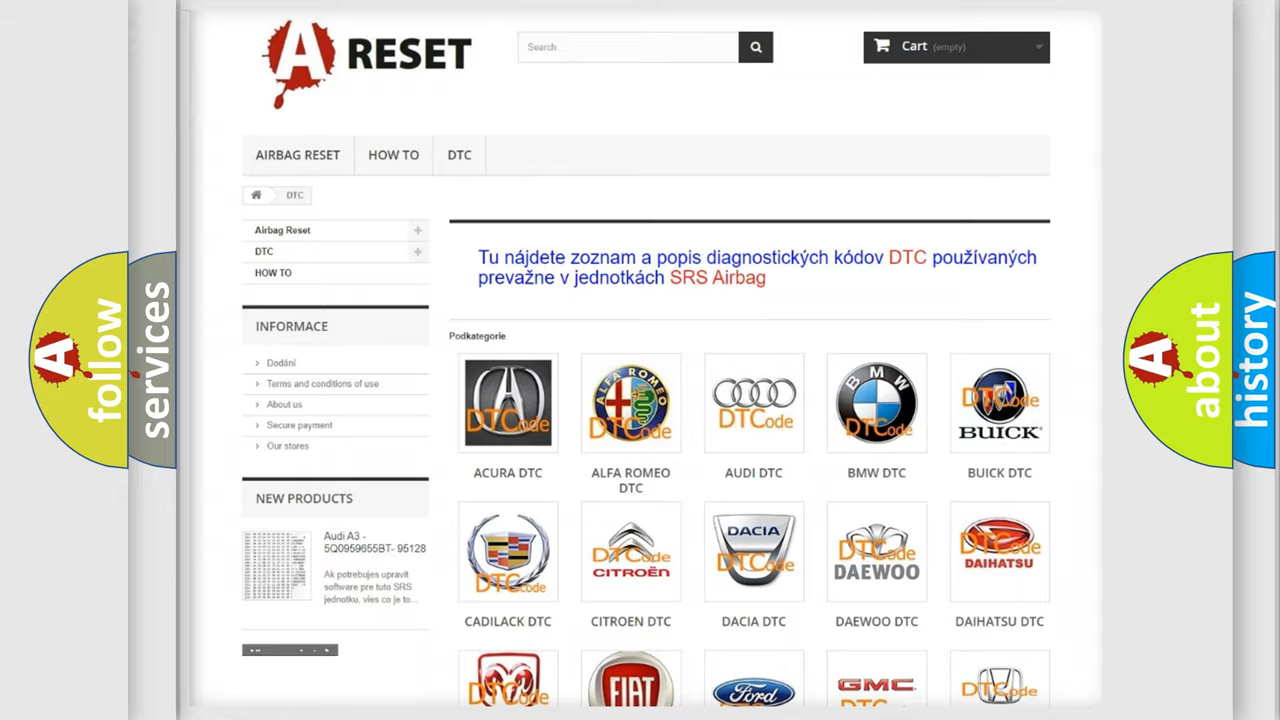 A RESET
Search
Cart (empty)
AIRBAG RESET
HOW TO
DTC
DTC
Airbag Reset
DTC
HOW TO
INFORMACE
Dodání
Terms and conditions of use
About us
Secure payment
Our stores
NEW PRODUCTS
Audi A3 -
5Q0959655BT- 95128
Ak potrebujes upravit
software pre tuto SRS
jednotku, vies co je to...
Tu nájdete zoznam a popis diagnostických kódov DTC používaných
prevažne v jednotkách SRS Airbag
Podkategorie
DTCode
ALFA ROMEO
DTCode
DTCode
BMW
DTCode
DTCode
BUICK
ACURA DTC
ALFA ROMEO
DTC
AUDI DTC
BMW DTC
BUICK DTC
DTCode
DTCode
CITROËN
DACIA
DTCode
DTCode
DAEWOO
DTCode
DAIHATSU
CADILACK DTC
CITROEN DTC
DACIA DTC
DAEWOO DTC
DAIHATSU DTC
DTCode
FIAT
Ford
GMC
DTCode
A
follow
services
A
about
history